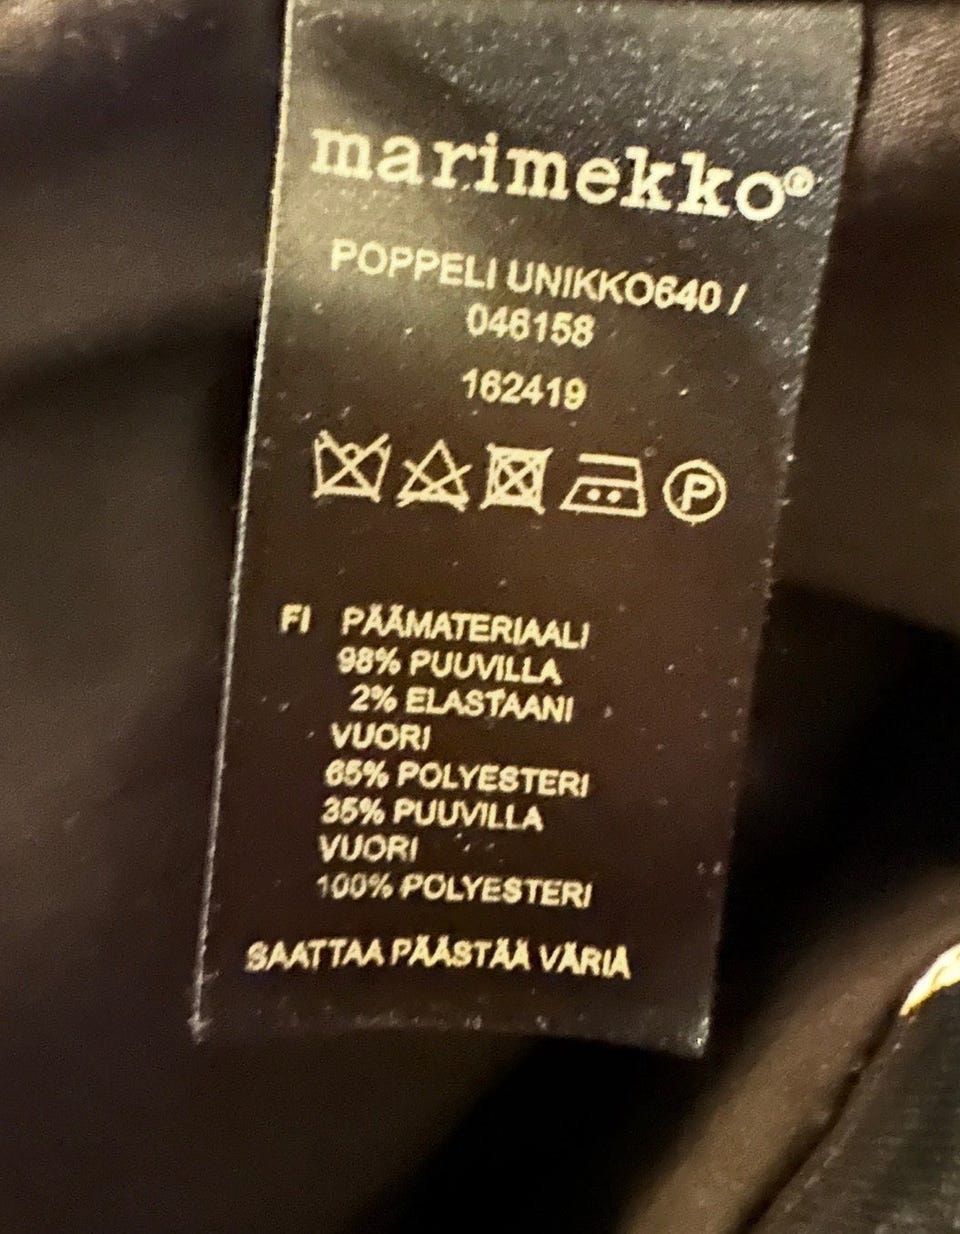 marimekko®
POPPELI UNIKKO640 /
046158
162419
P
FI PÄÄMATERIAALI
98% PUUVILLA
2% ELASTAANI
VUORI
65% POLYESTERI
35% PUUVILLA
VUORI
100% POLYESTERI
SAATTAA PÄÄSTÄÄ VÄRIÄ